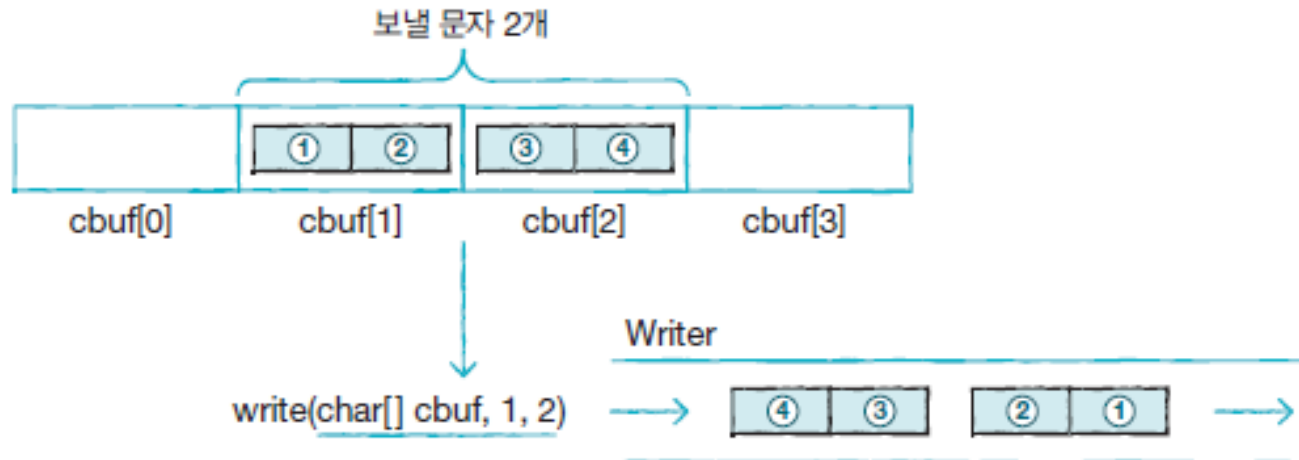 보낼 문자 2개
① ② ③ ④
cbuf[0] cbuf[1] cbuf[2] cbuf[3]
Writer
write(char[] cbuf, 1, 2) ④ ③ ② ①